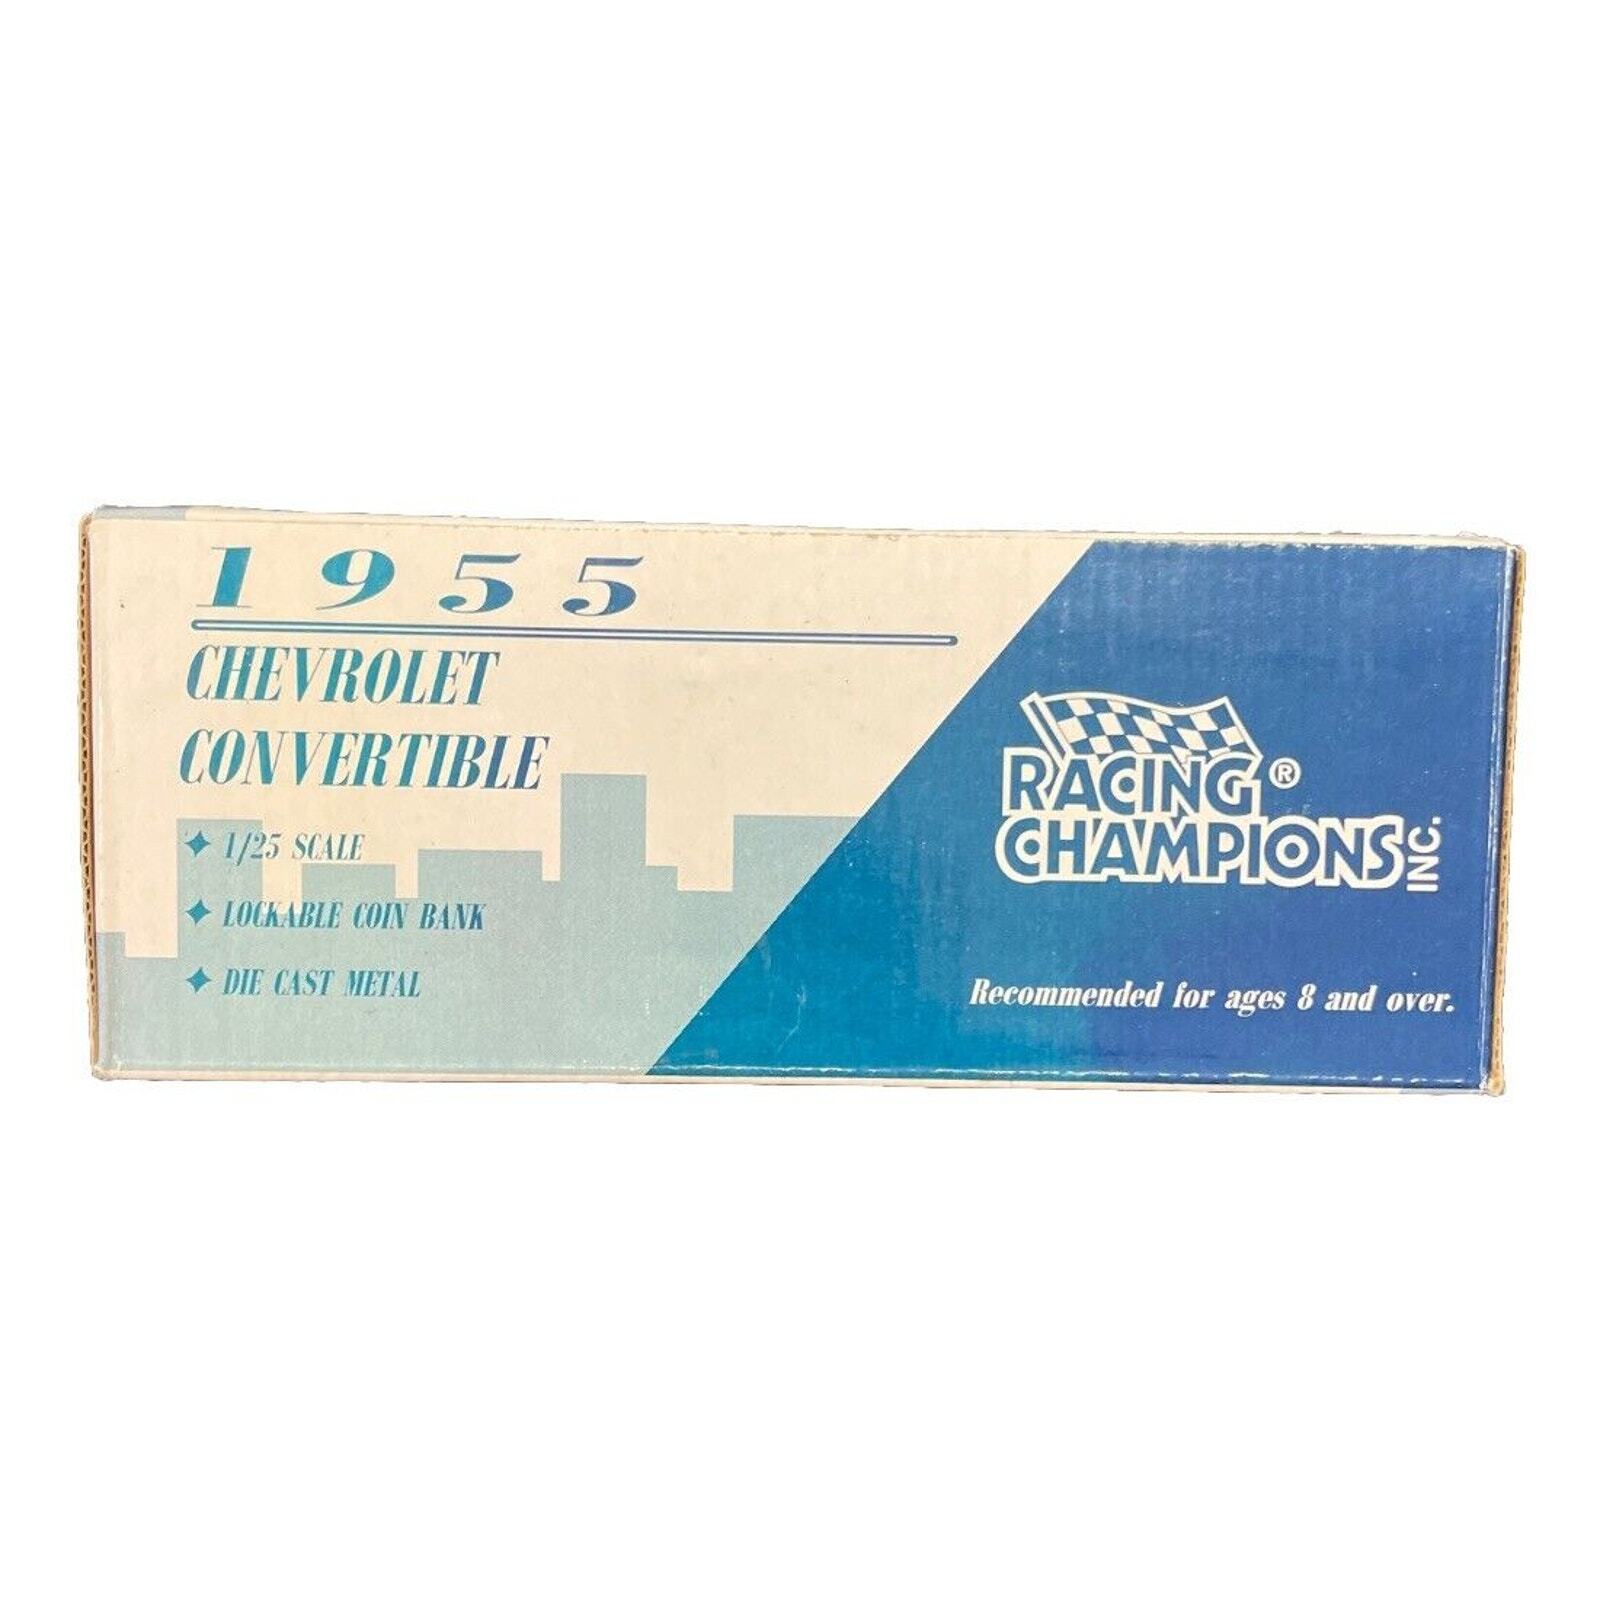 1955
CHEVROLET
CONVERTIBLE
1/25 SCALE
LOCKABLE COIN BANK
DIE CAST METAL
RACING ®
CHAMPIONS INC.
Recommended for ages 8 and over.